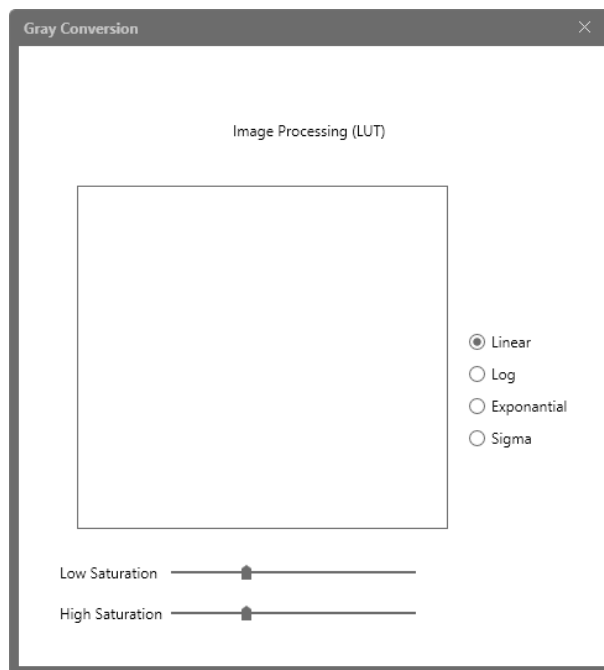 Gray Conversion
Image Processing (LUT)
Linear
Log
Exponantial
Sigma
Low Saturation
High Saturation